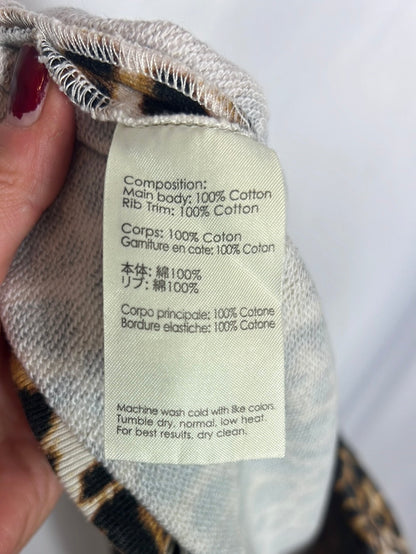 Composition:
Main body: 100% Cotton
Rib Trim: 100% Cotton
Corps: 100% Coton
Garniture en cote: 100% Coton
本体: 綿100%
リブ: 綿100%
Corpo principale: 100% Cotone
Bordure elastiche: 100% Cotone
Machine wash cold with like colors.
Tumble dry, normal, low heat.
For best results, dry clean.